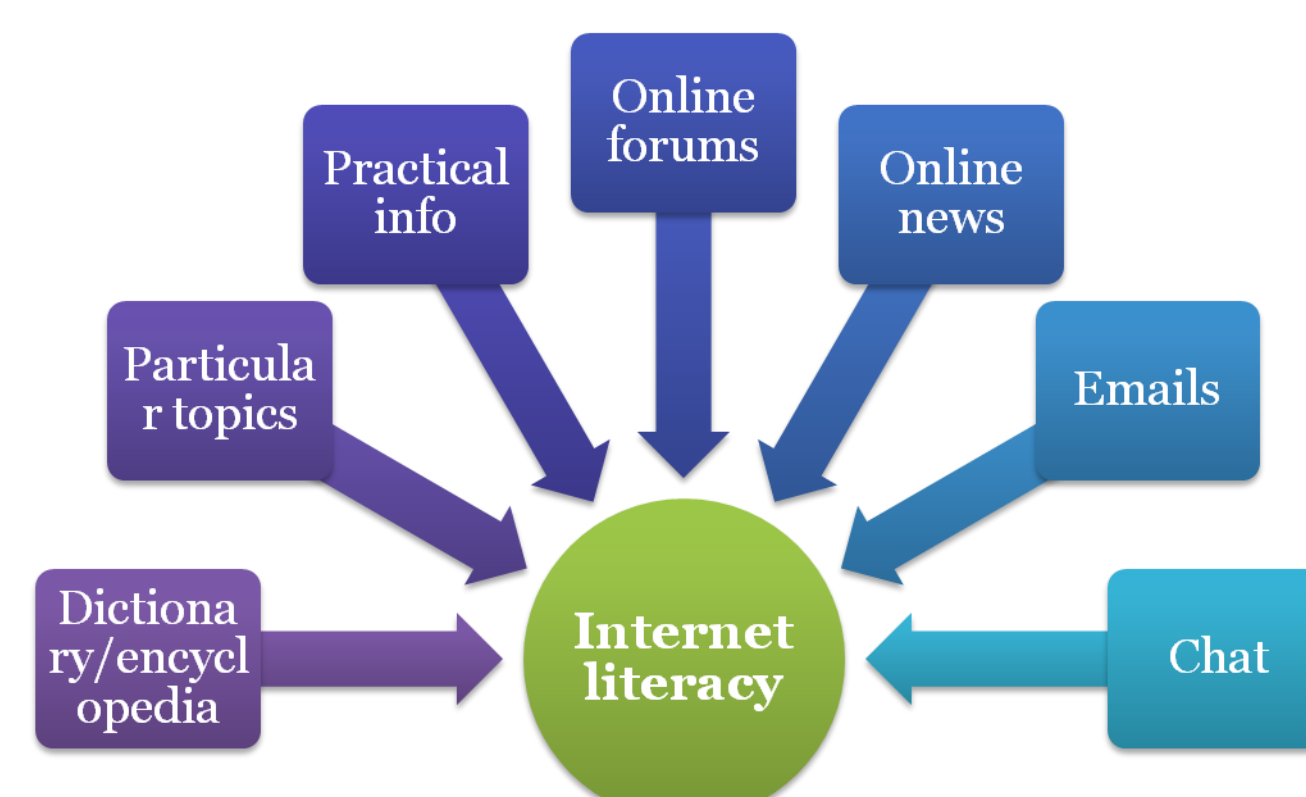 Online
forums
Practical
info
Online
news
Particula
r topics
Emails
Dictiona
ry/encycl
opedia
Internet
literacy
Chat